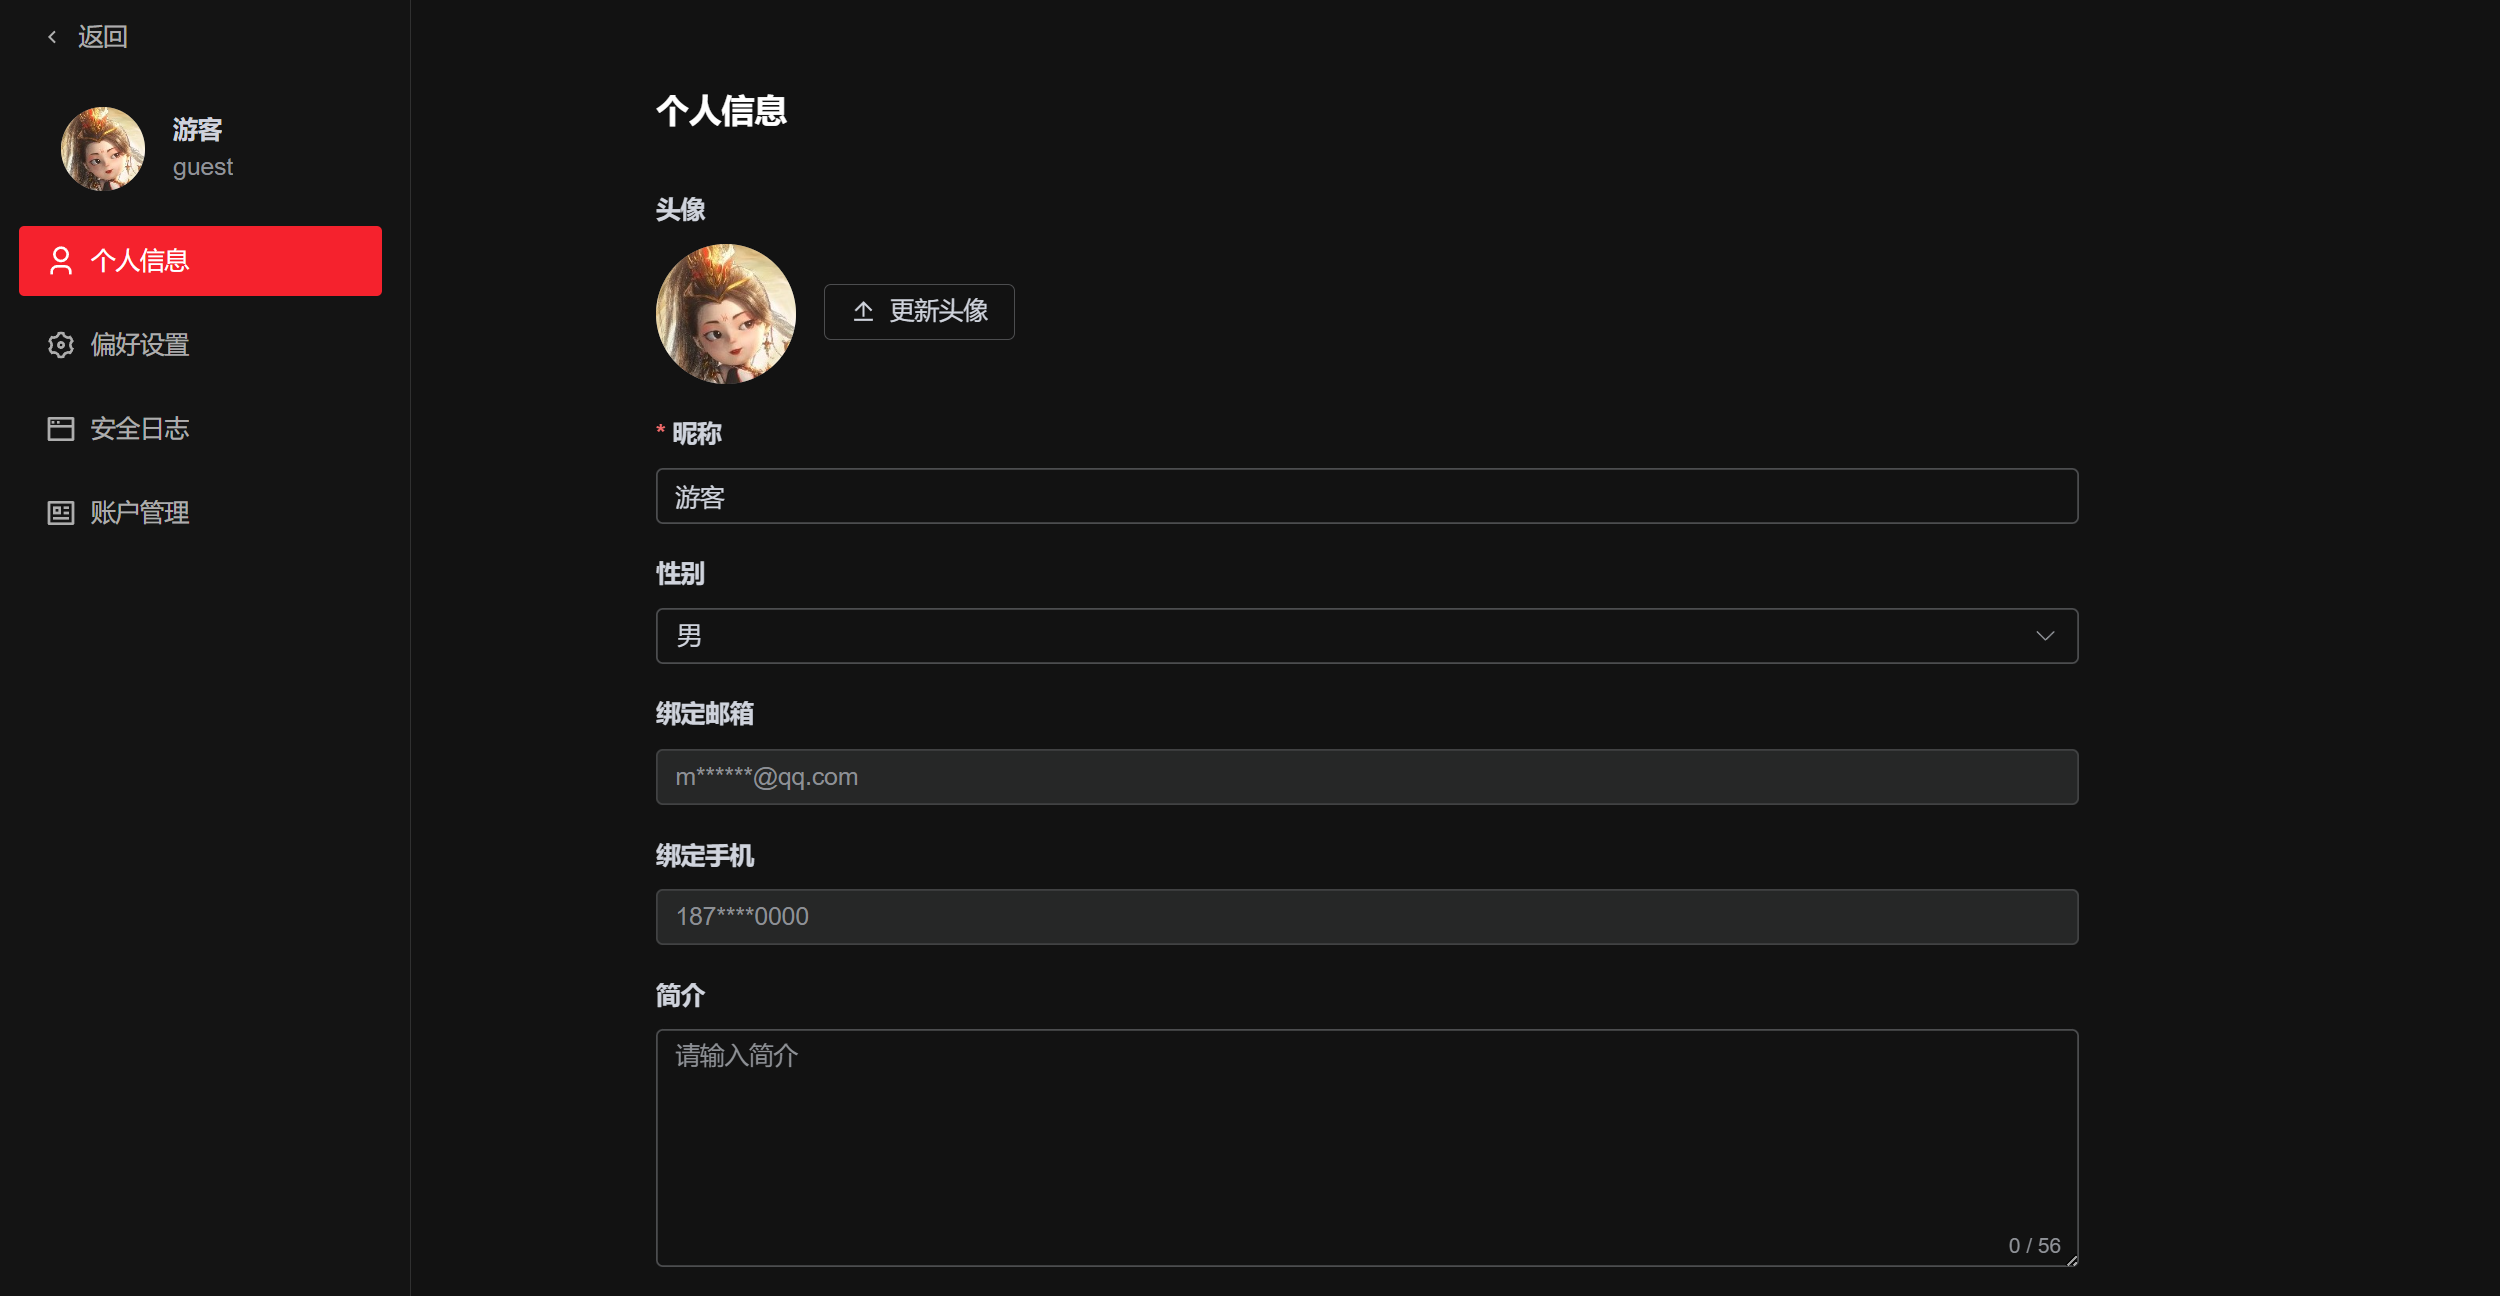 返回
游客
guest
个人信息
偏好设置
安全日志
账户管理
个人信息
头像
更新头像
* 昵称
游客
性别
男
绑定邮箱
m******@qq.com
绑定手机
187****0000
简介
请输入简介
0 / 56